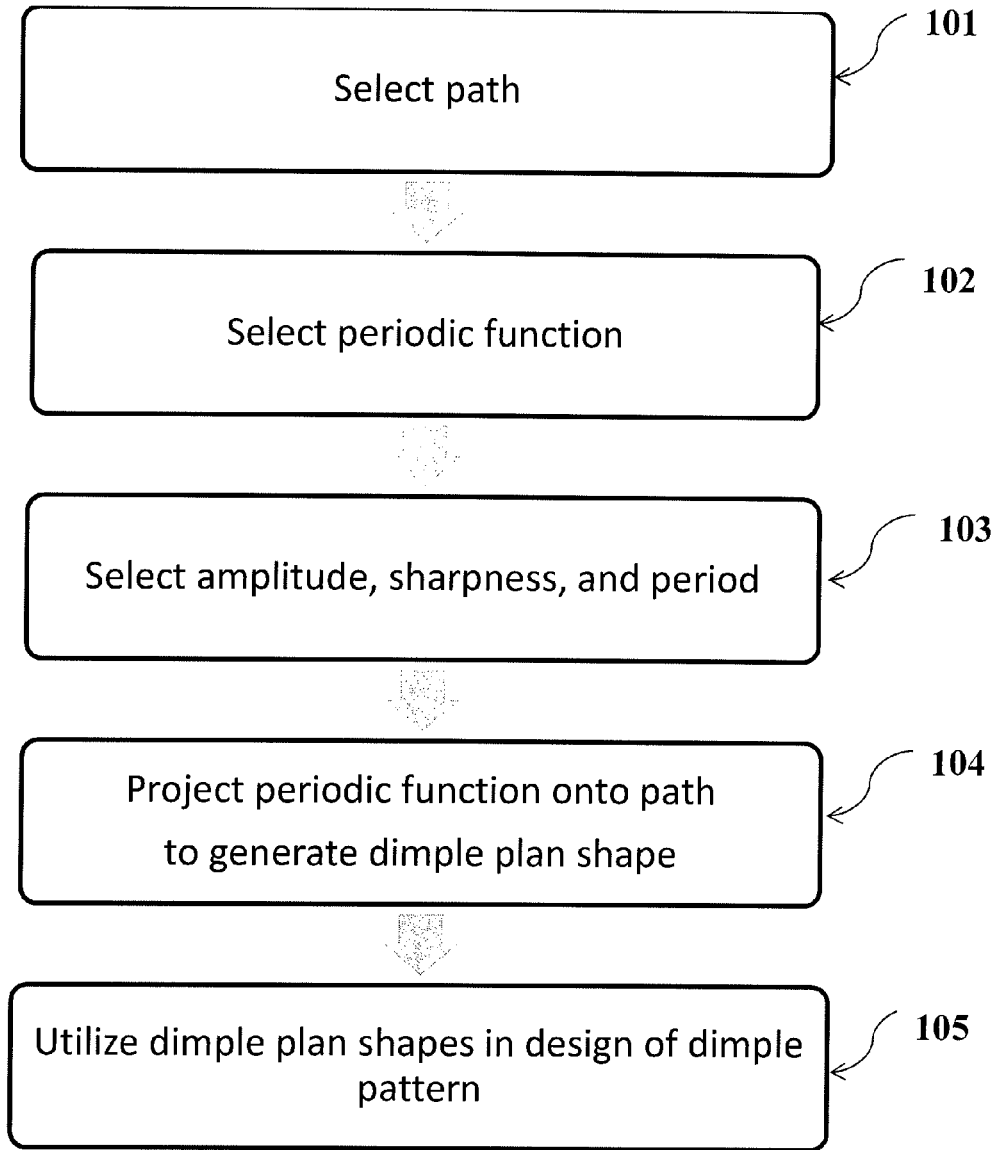 101
Select path
102
Select periodic function
103
Select amplitude, sharpness, and period
104
Project periodic function onto path
to generate dimple plan shape
105
Utilize dimple plan shapes in design of dimple
pattern